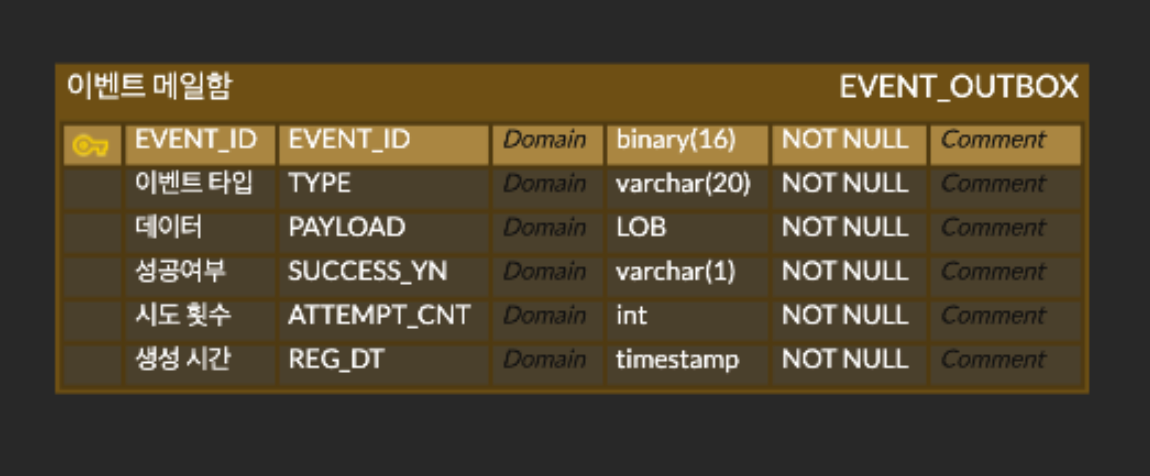 이벤트 메일함 EVENT_OUTBOX
EVENT_ID EVENT_ID Domain binary(16) NOT NULL Comment
이벤트 타입 TYPE Domain varchar(20) NOT NULL Comment
데이터 PAYLOAD Domain LOB NOT NULL Comment
성공여부 SUCCESS_YN Domain varchar(1) NOT NULL Comment
시도 횟수 ATTEMPT_CNT Domain int NOT NULL Comment
생성 시간 REG_DT Domain timestamp NOT NULL Comment